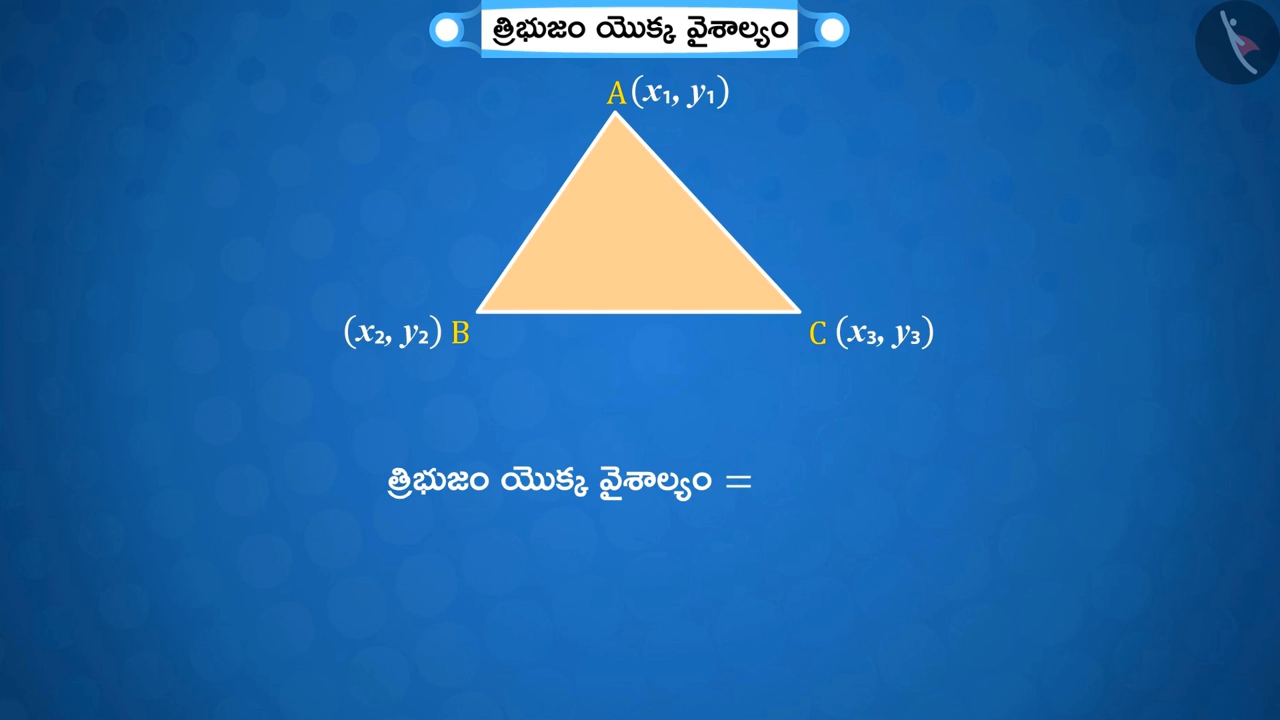 త్రిభుజం యొక్క వైశాల్యం
A (x₁, y₁)
(x₂, y₂) B
C (x₃, y₃)
త్రిభుజం యొక్క వైశాల్యం =